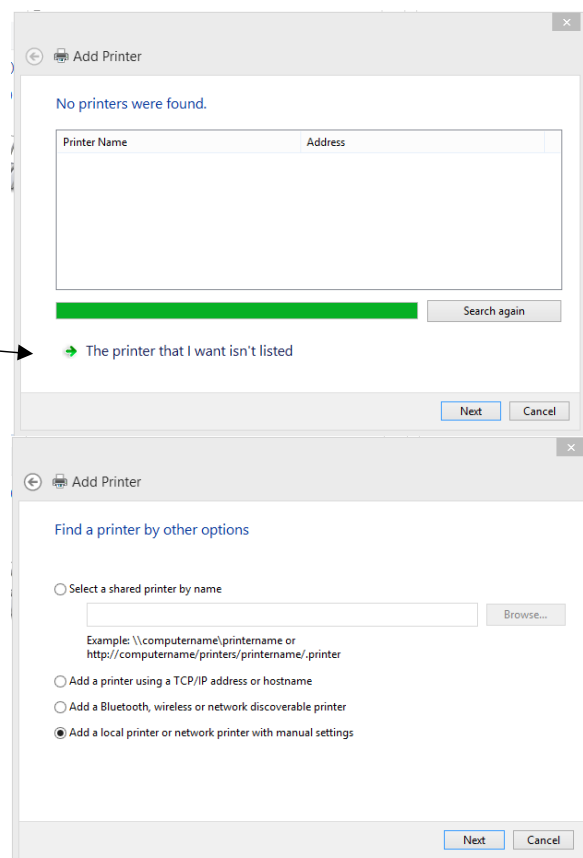 Add Printer
No printers were found.
Printer Name Address
Search again
The printer that I want isn't listed
Next Cancel
Add Printer
Find a printer by other options
Select a shared printer by name
Browse...
Example: \\computername\printername or
http://computername/printers/printername/.printer
Add a printer using a TCP/IP address or hostname
Add a Bluetooth, wireless or network discoverable printer
Add a local printer or network printer with manual settings
Next Cancel